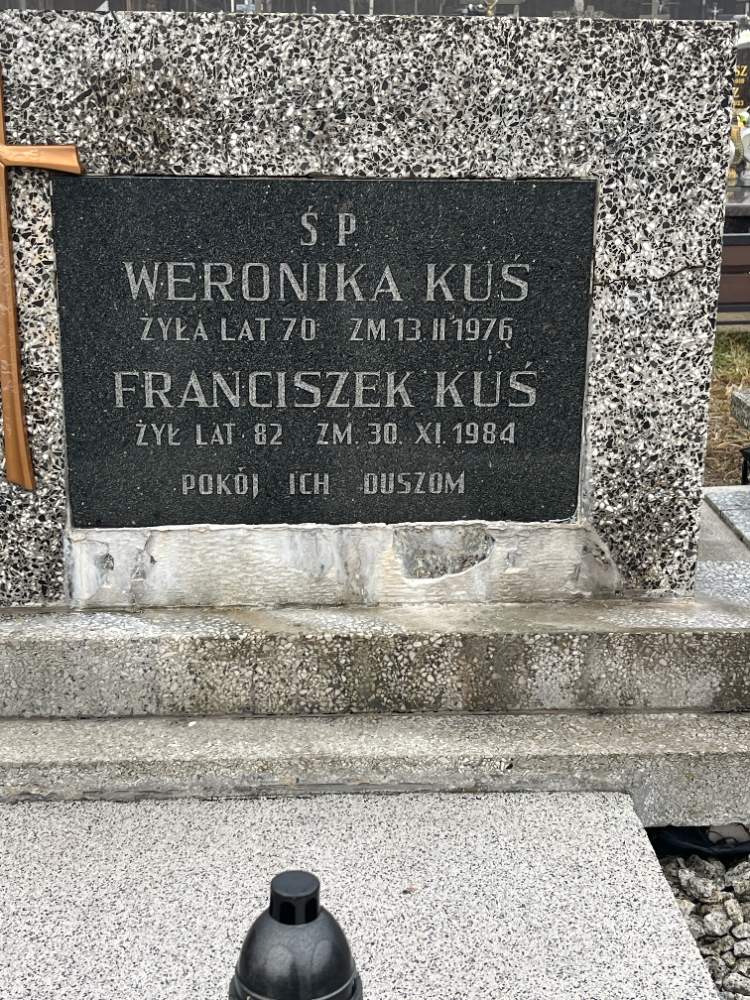 Ś.P.
WERONIKA KUŚ
ŻYŁA LAT 70 ZM. 13 II 1976
FRANCISZEK KUŚ
ŻYŁ LAT 82 ZM. 30. XI. 1984
POKÓJ ICH DUSZOM